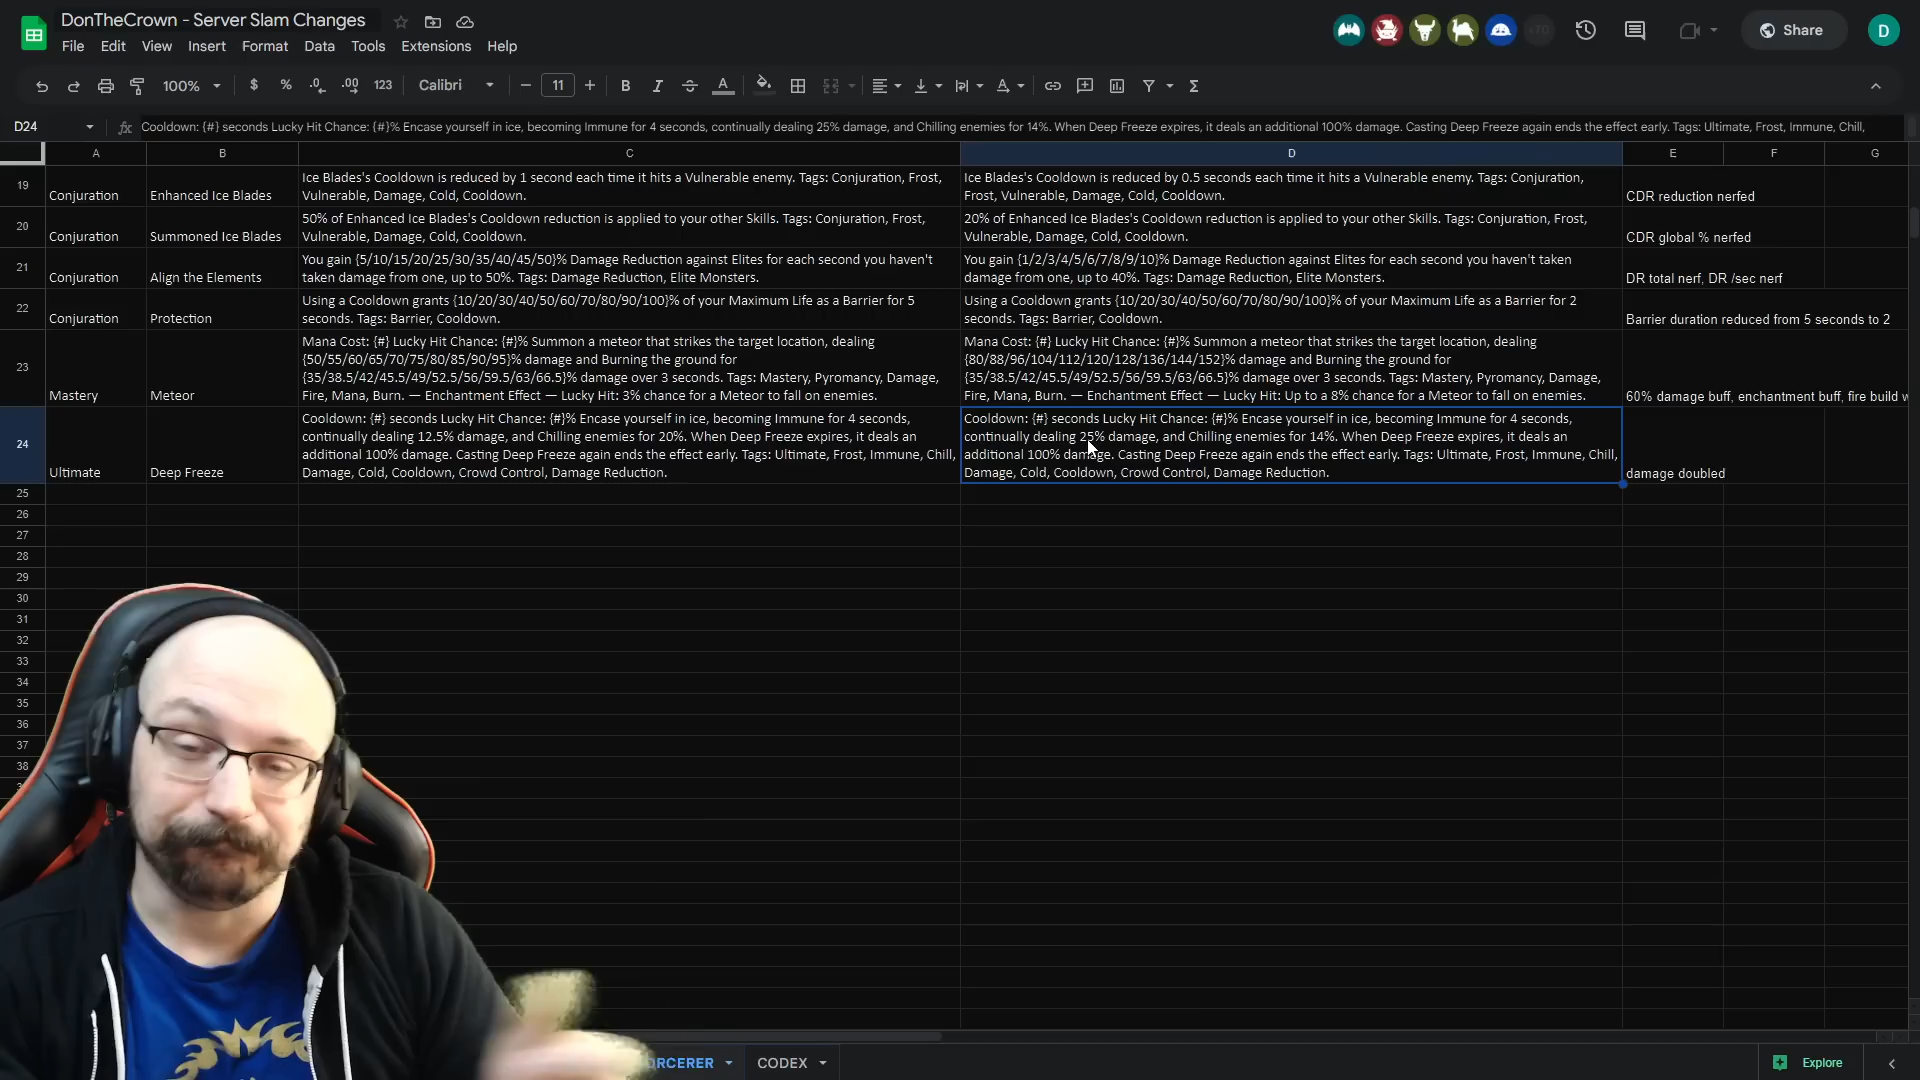 DonTheCrown - Server Slam Changes
File Edit View Insert Format Data Tools Extensions Help
Share
D
100% $ % .0 .00 123 Calibri 11 B I A
D24
Cooldown: {#} seconds Lucky Hit Chance: {#}% Encase yourself in ice, becoming Immune for 4 seconds, continually dealing 25% damage, and Chilling enemies for 14%. When Deep Freeze expires, it deals an additional 100% damage. Casting Deep Freeze again ends the effect early. Tags: Ultimate, Frost, Immune, Chill,
A B C D E F G
19
Conjuration
Enhanced Ice Blades
Ice Blades's Cooldown is reduced by 1 second each time it hits a Vulnerable enemy. Tags: Conjuration, Frost,
Vulnerable, Damage, Cold, Cooldown.
Ice Blades's Cooldown is reduced by 0.5 seconds each time it hits a Vulnerable enemy. Tags: Conjuration,
Frost, Vulnerable, Damage, Cold, Cooldown.
CDR reduction nerfed
20
Conjuration
Summoned Ice Blades
50% of Enhanced Ice Blades's Cooldown reduction is applied to your other Skills. Tags: Conjuration, Frost,
Vulnerable, Damage, Cold, Cooldown.
20% of Enhanced Ice Blades's Cooldown reduction is applied to your other Skills. Tags: Conjuration, Frost,
Vulnerable, Damage, Cold, Cooldown.
CDR global % nerfed
21
Conjuration
Align the Elements
You gain {5/10/15/20/25/30/35/40/45/50}% Damage Reduction against Elites for each second you haven't
taken damage from one, up to 50%. Tags: Damage Reduction, Elite Monsters.
You gain {1/2/3/4/5/6/7/8/9/10}% Damage Reduction against Elites for each second you haven't taken
damage from one, up to 40%. Tags: Damage Reduction, Elite Monsters.
DR total nerf, DR /sec nerf
22
Conjuration
Protection
Using a Cooldown grants {10/20/30/40/50/60/70/80/90/100}% of your Maximum Life as a Barrier for 5
seconds. Tags: Barrier, Cooldown.
Using a Cooldown grants {10/20/30/40/50/60/70/80/90/100}% of your Maximum Life as a Barrier for 2
seconds. Tags: Barrier, Cooldown.
Barrier duration reduced from 5 seconds to 2
23
Mastery
Meteor
Mana Cost: {#} Lucky Hit Chance: {#}% Summon a meteor that strikes the target location, dealing
{50/55/60/65/70/75/80/85/90/95}% damage and Burning the ground for
{35/38.5/42/45.5/49/52.5/56/59.5/63/66.5}% damage over 3 seconds. Tags: Mastery, Pyromancy, Damage,
Fire, Mana, Burn. — Enchantment Effect — Lucky Hit: 3% chance for a Meteor to fall on enemies.
Mana Cost: {#} Lucky Hit Chance: {#}% Summon a meteor that strikes the target location, dealing
{80/88/96/104/112/120/128/136/144/152}% damage and Burning the ground for
{35/38.5/42/45.5/49/52.5/56/59.5/63/66.5}% damage over 3 seconds. Tags: Mastery, Pyromancy, Damage,
Fire, Mana, Burn. — Enchantment Effect — Lucky Hit: Up to a 8% chance for a Meteor to fall on enemies.
60% damage buff, enchantment buff, fire build w
24
Ultimate
Deep Freeze
Cooldown: {#} seconds Lucky Hit Chance: {#}% Encase yourself in ice, becoming Immune for 4 seconds,
continually dealing 12.5% damage, and Chilling enemies for 20%. When Deep Freeze expires, it deals an
additional 100% damage. Casting Deep Freeze again ends the effect early. Tags: Ultimate, Frost, Immune, Chill,
Damage, Cold, Cooldown, Crowd Control, Damage Reduction.
Cooldown: {#} seconds Lucky Hit Chance: {#}% Encase yourself in ice, becoming Immune for 4 seconds,
continually dealing 25% damage, and Chilling enemies for 14%. When Deep Freeze expires, it deals an
additional 100% damage. Casting Deep Freeze again ends the effect early. Tags: Ultimate, Frost, Immune, Chill,
Damage, Cold, Cooldown, Crowd Control, Damage Reduction.
damage doubled
25
26
27
28
29
30
31
32
33
34
35
36
37
38
ORCERER CODEX
Explore